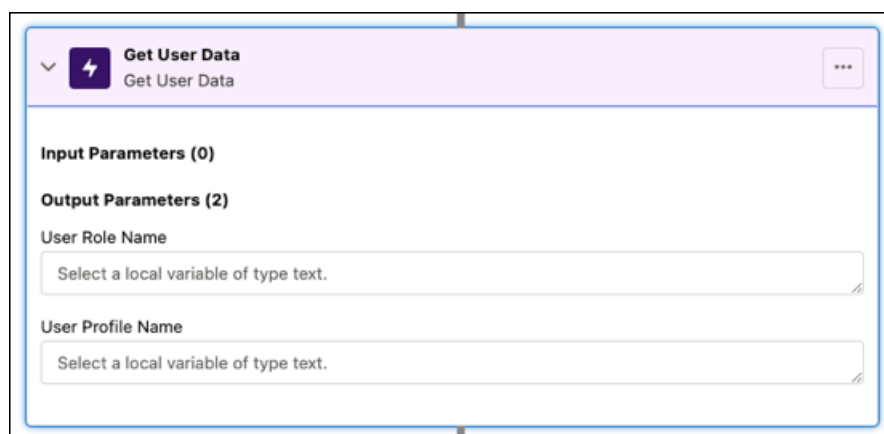 Get User Data
Get User Data
Input Parameters (0)
Output Parameters (2)
User Role Name
Select a local variable of type text.
User Profile Name
Select a local variable of type text.